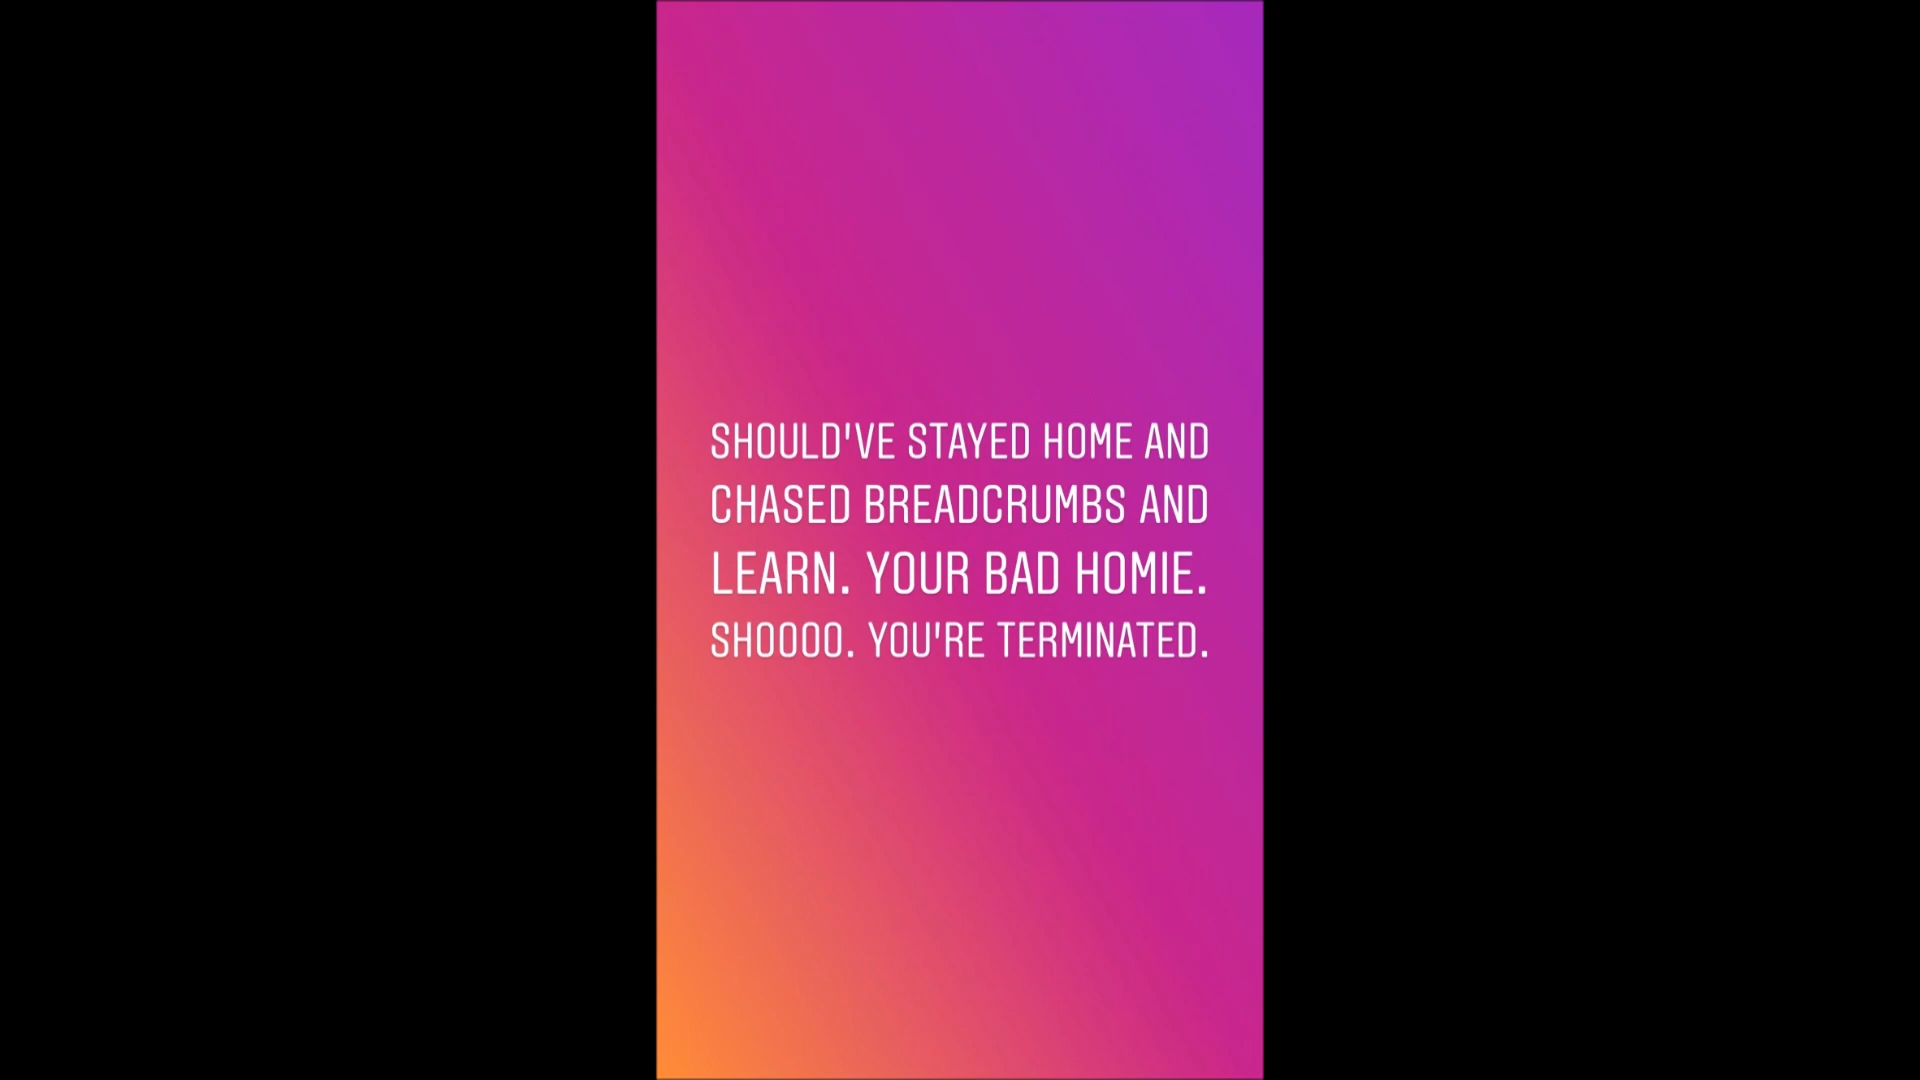 SHOULD'VE STAYED HOME AND
CHASED BREADCRUMBS AND
LEARN. YOUR BAD HOMIE.
SHOOOO. YOU'RE TERMINATED.